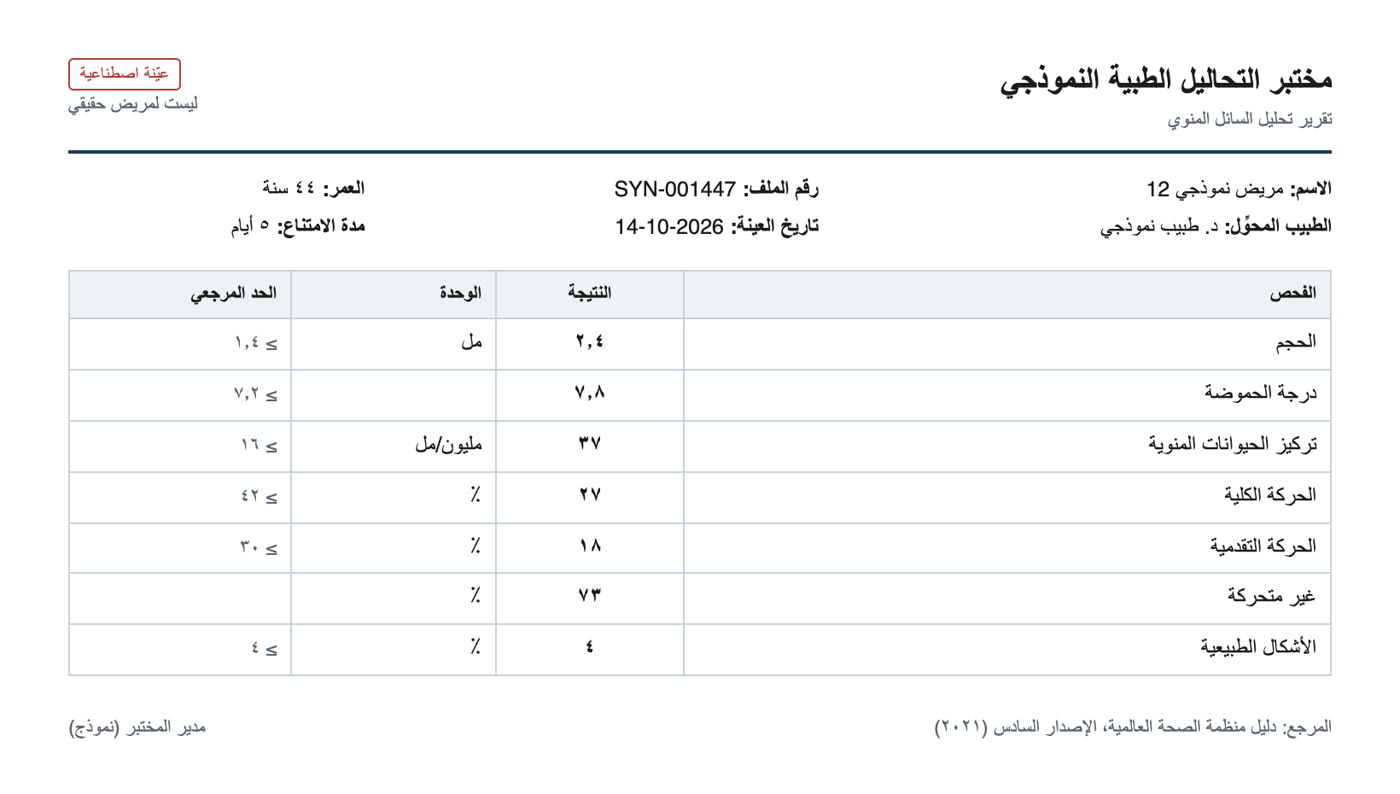 مختبر التحاليل الطبية النموذجي
تقرير تحليل السائل المنوي
عيّنة اصطناعية
ليست لمريض حقيقي
الاسم: مريض نموذجي 12 رقم الملف: SYN-001447 العمر: ٤٤ سنة
الطبيب المحوِّل: د. طبيب نموذجي تاريخ العينة: 14-10-2026 مدة الامتناع: ٥ أيام
الفحص النتيجة الوحدة الحد المرجعي
الحجم ٢,٤ مل ≥ ١,٤
درجة الحموضة ٧,٨ ≥ ٧,٢
تركيز الحيوانات المنوية ٣٧ مليون/مل ≥ ١٦
الحركة الكلية ٢٧ ٪ ≥ ٤٢
الحركة التقدمية ١٨ ٪ ≥ ٣٠
غير متحركة ٧٣ ٪
الأشكال الطبيعية ٤ ٪ ≥ ٤
المرجع: دليل منظمة الصحة العالمية، الإصدار السادس (٢٠٢١) مدير المختبر (نموذج)